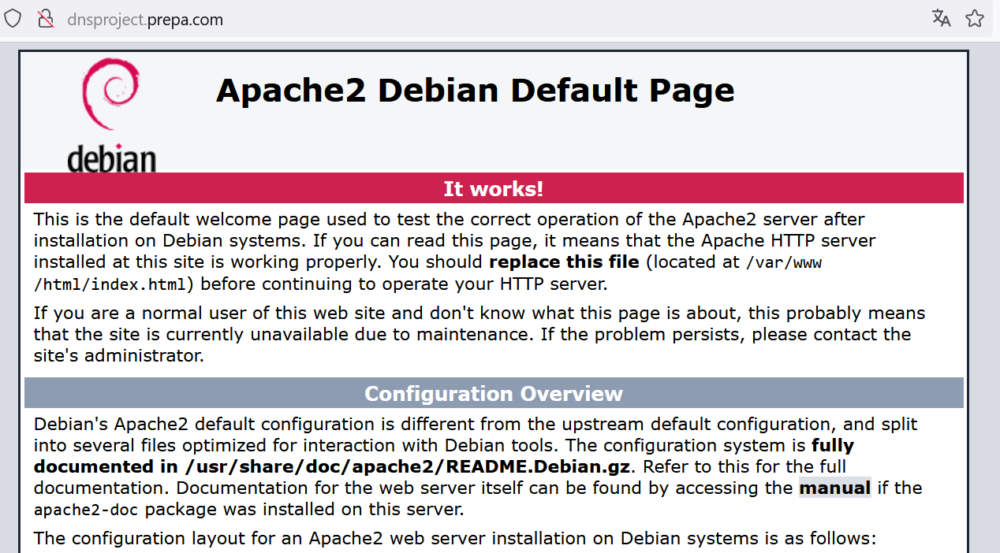 dnsproject.prepa.com
Apache2 Debian Default Page
debian
It works!
This is the default welcome page used to test the correct operation of the Apache2 server after
installation on Debian systems. If you can read this page, it means that the Apache HTTP server
installed at this site is working properly. You should replace this file (located at /var/www
/html/index.html) before continuing to operate your HTTP server.
If you are a normal user of this web site and don't know what this page is about, this probably means
that the site is currently unavailable due to maintenance. If the problem persists, please contact the
site's administrator.
Configuration Overview
Debian's Apache2 default configuration is different from the upstream default configuration, and split
into several files optimized for interaction with Debian tools. The configuration system is fully
documented in /usr/share/doc/apache2/README.Debian.gz. Refer to this for the full
documentation. Documentation for the web server itself can be found by accessing the manual if the
apache2-doc package was installed on this server.
The configuration layout for an Apache2 web server installation on Debian systems is as follows: